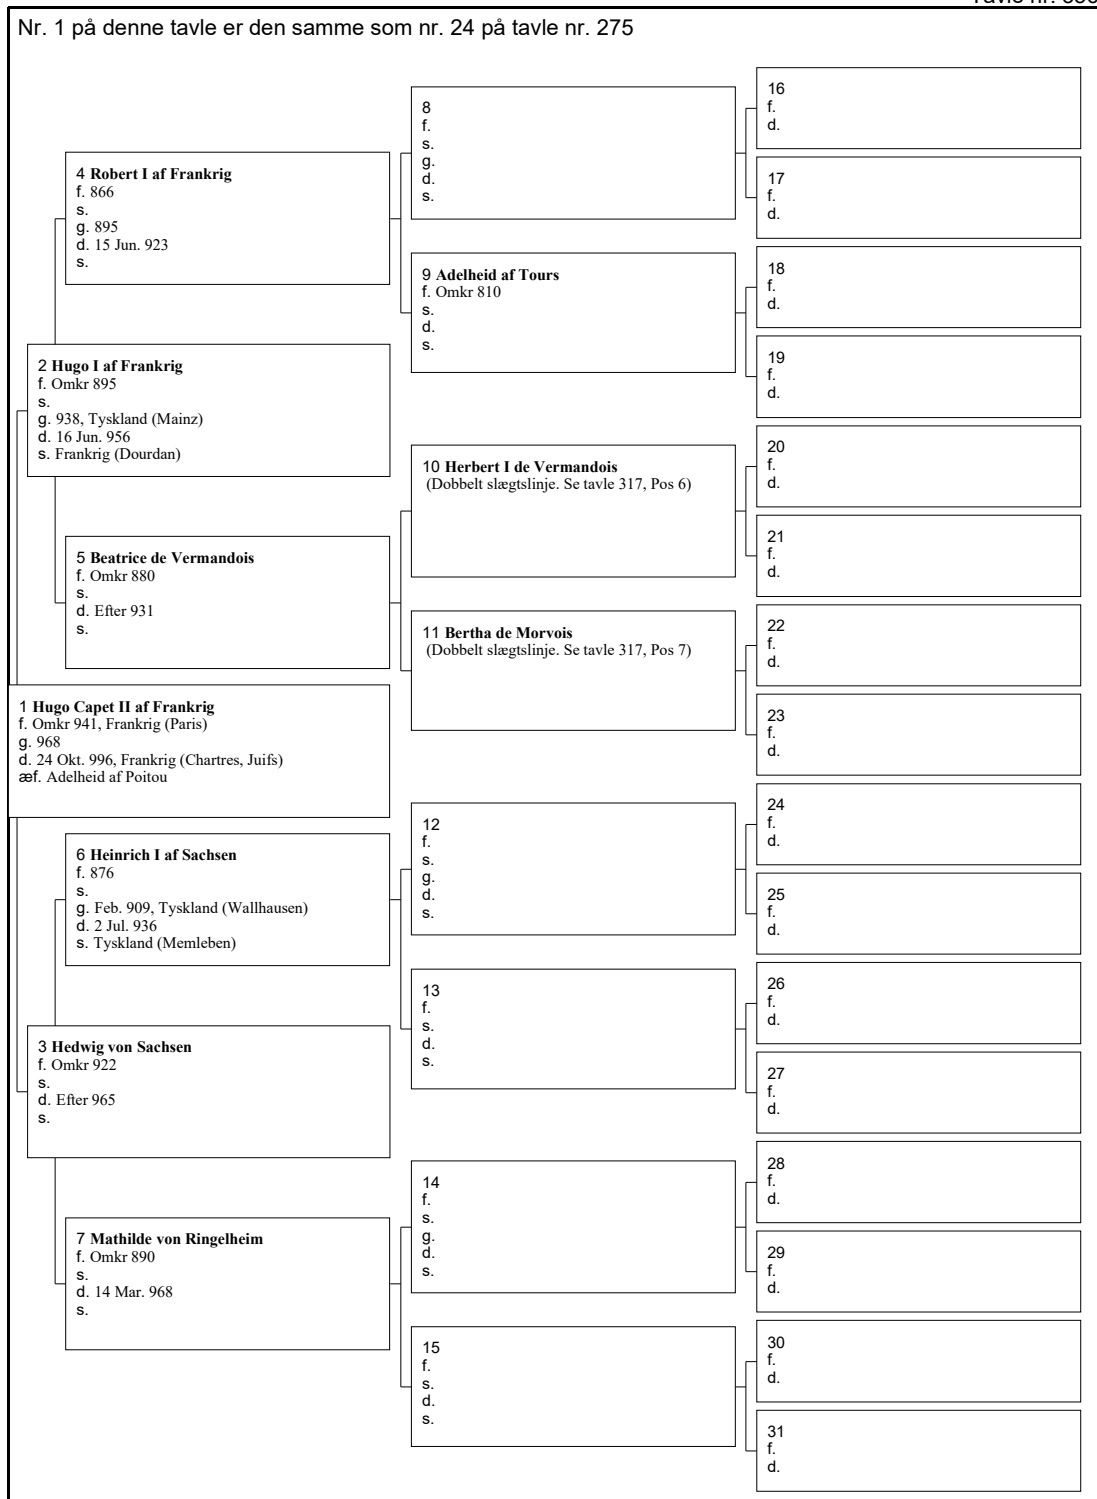 Nr. 1 på denne tavle er den samme som nr. 24 på tavle nr. 275
16
f.
d.
8
f.
s.
g.
d.
s.
4 Robert I af Frankrig
f. 866
s.
g. 895
d. 15 Jun. 923
s.
17
f.
d.
9 Adelheid af Tours
f. Omkr 810
s.
d.
s.
18
f.
d.
19
f.
d.
2 Hugo I af Frankrig
f. Omkr 895
s.
g. 938, Tyskland (Mainz)
d. 16 Jun. 956
s. Frankrig (Dourdan)
20
f.
d.
10 Herbert I de Vermandois
(Dobbelt slægtslinje. Se tavle 317, Pos 6)
21
f.
d.
5 Beatrice de Vermandois
f. Omkr 880
s.
d. Efter 931
s.
11 Bertha de Morvois
(Dobbelt slægtslinje. Se tavle 317, Pos 7)
22
f.
d.
23
f.
d.
1 Hugo Capet II af Frankrig
f. Omkr 941, Frankrig (Paris)
g. 968
d. 24 Okt. 996, Frankrig (Chartres, Juifs)
æf. Adelheid af Poitou
24
f.
d.
12
f.
s.
g.
d.
s.
6 Heinrich I af Sachsen
f. 876
s.
g. Feb. 909, Tyskland (Wallhausen)
d. 2 Jul. 936
s. Tyskland (Memleben)
25
f.
d.
13
f.
s.
d.
s.
26
f.
d.
3 Hedwig von Sachsen
f. Omkr 922
s.
d. Efter 965
s.
27
f.
d.
14
f.
s.
g.
d.
s.
28
f.
d.
7 Mathilde von Ringelheim
f. Omkr 890
s.
d. 14 Mar. 968
s.
29
f.
d.
15
f.
s.
d.
s.
30
f.
d.
31
f.
d.